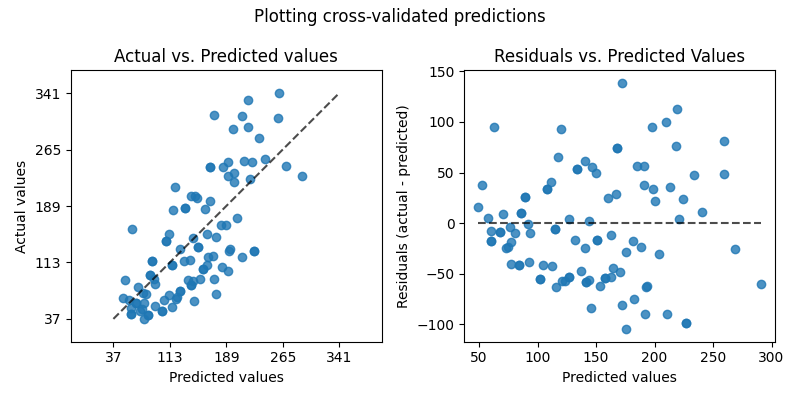 Plotting cross-validated predictions
Actual vs. Predicted values
Actual values
341
265
189
113
37
37 113 189 265 341
Predicted values
Residuals vs. Predicted Values
Residuals (actual - predicted)
150
100
50
0
−50
−100
50 100 150 200 250 300
Predicted values